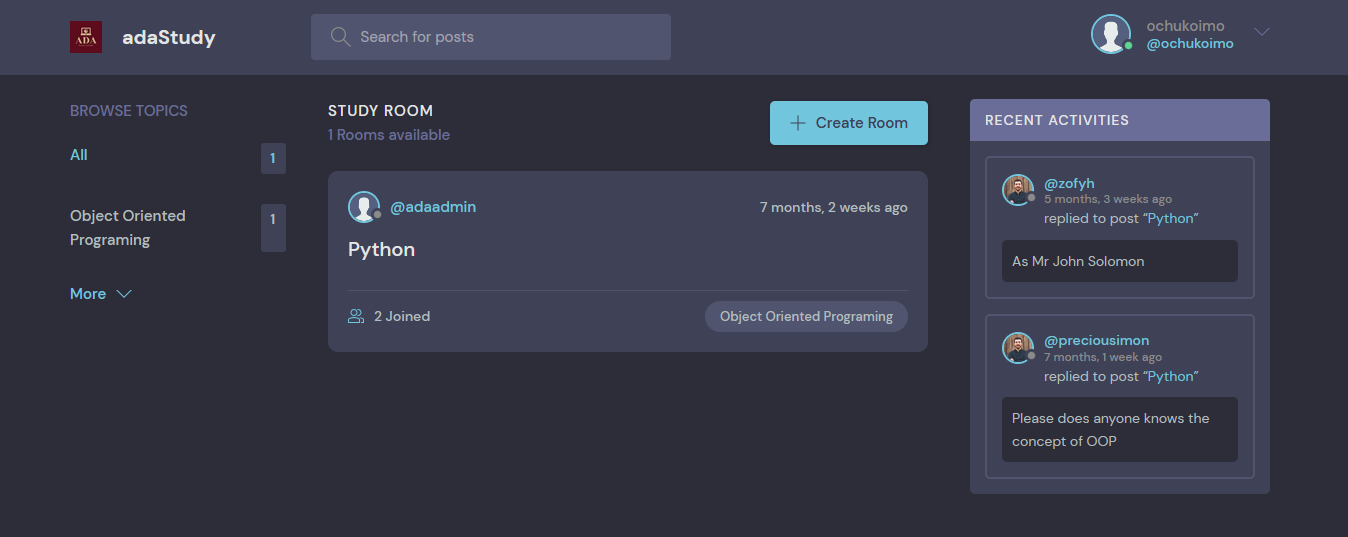 ADA
adaStudy
Search for posts
ochukoimo
@ochukoimo
BROWSE TOPICS
All
1
Object Oriented
Programing
1
More
STUDY ROOM
1 Rooms available
Create Room
@adaadmin
7 months, 2 weeks ago
Python
2 Joined
Object Oriented Programing
RECENT ACTIVITIES
@zofyh
5 months, 3 weeks ago
replied to post “Python”
As Mr John Solomon
@preciousimon
7 months, 1 week ago
replied to post “Python”
Please does anyone knows the
concept of OOP